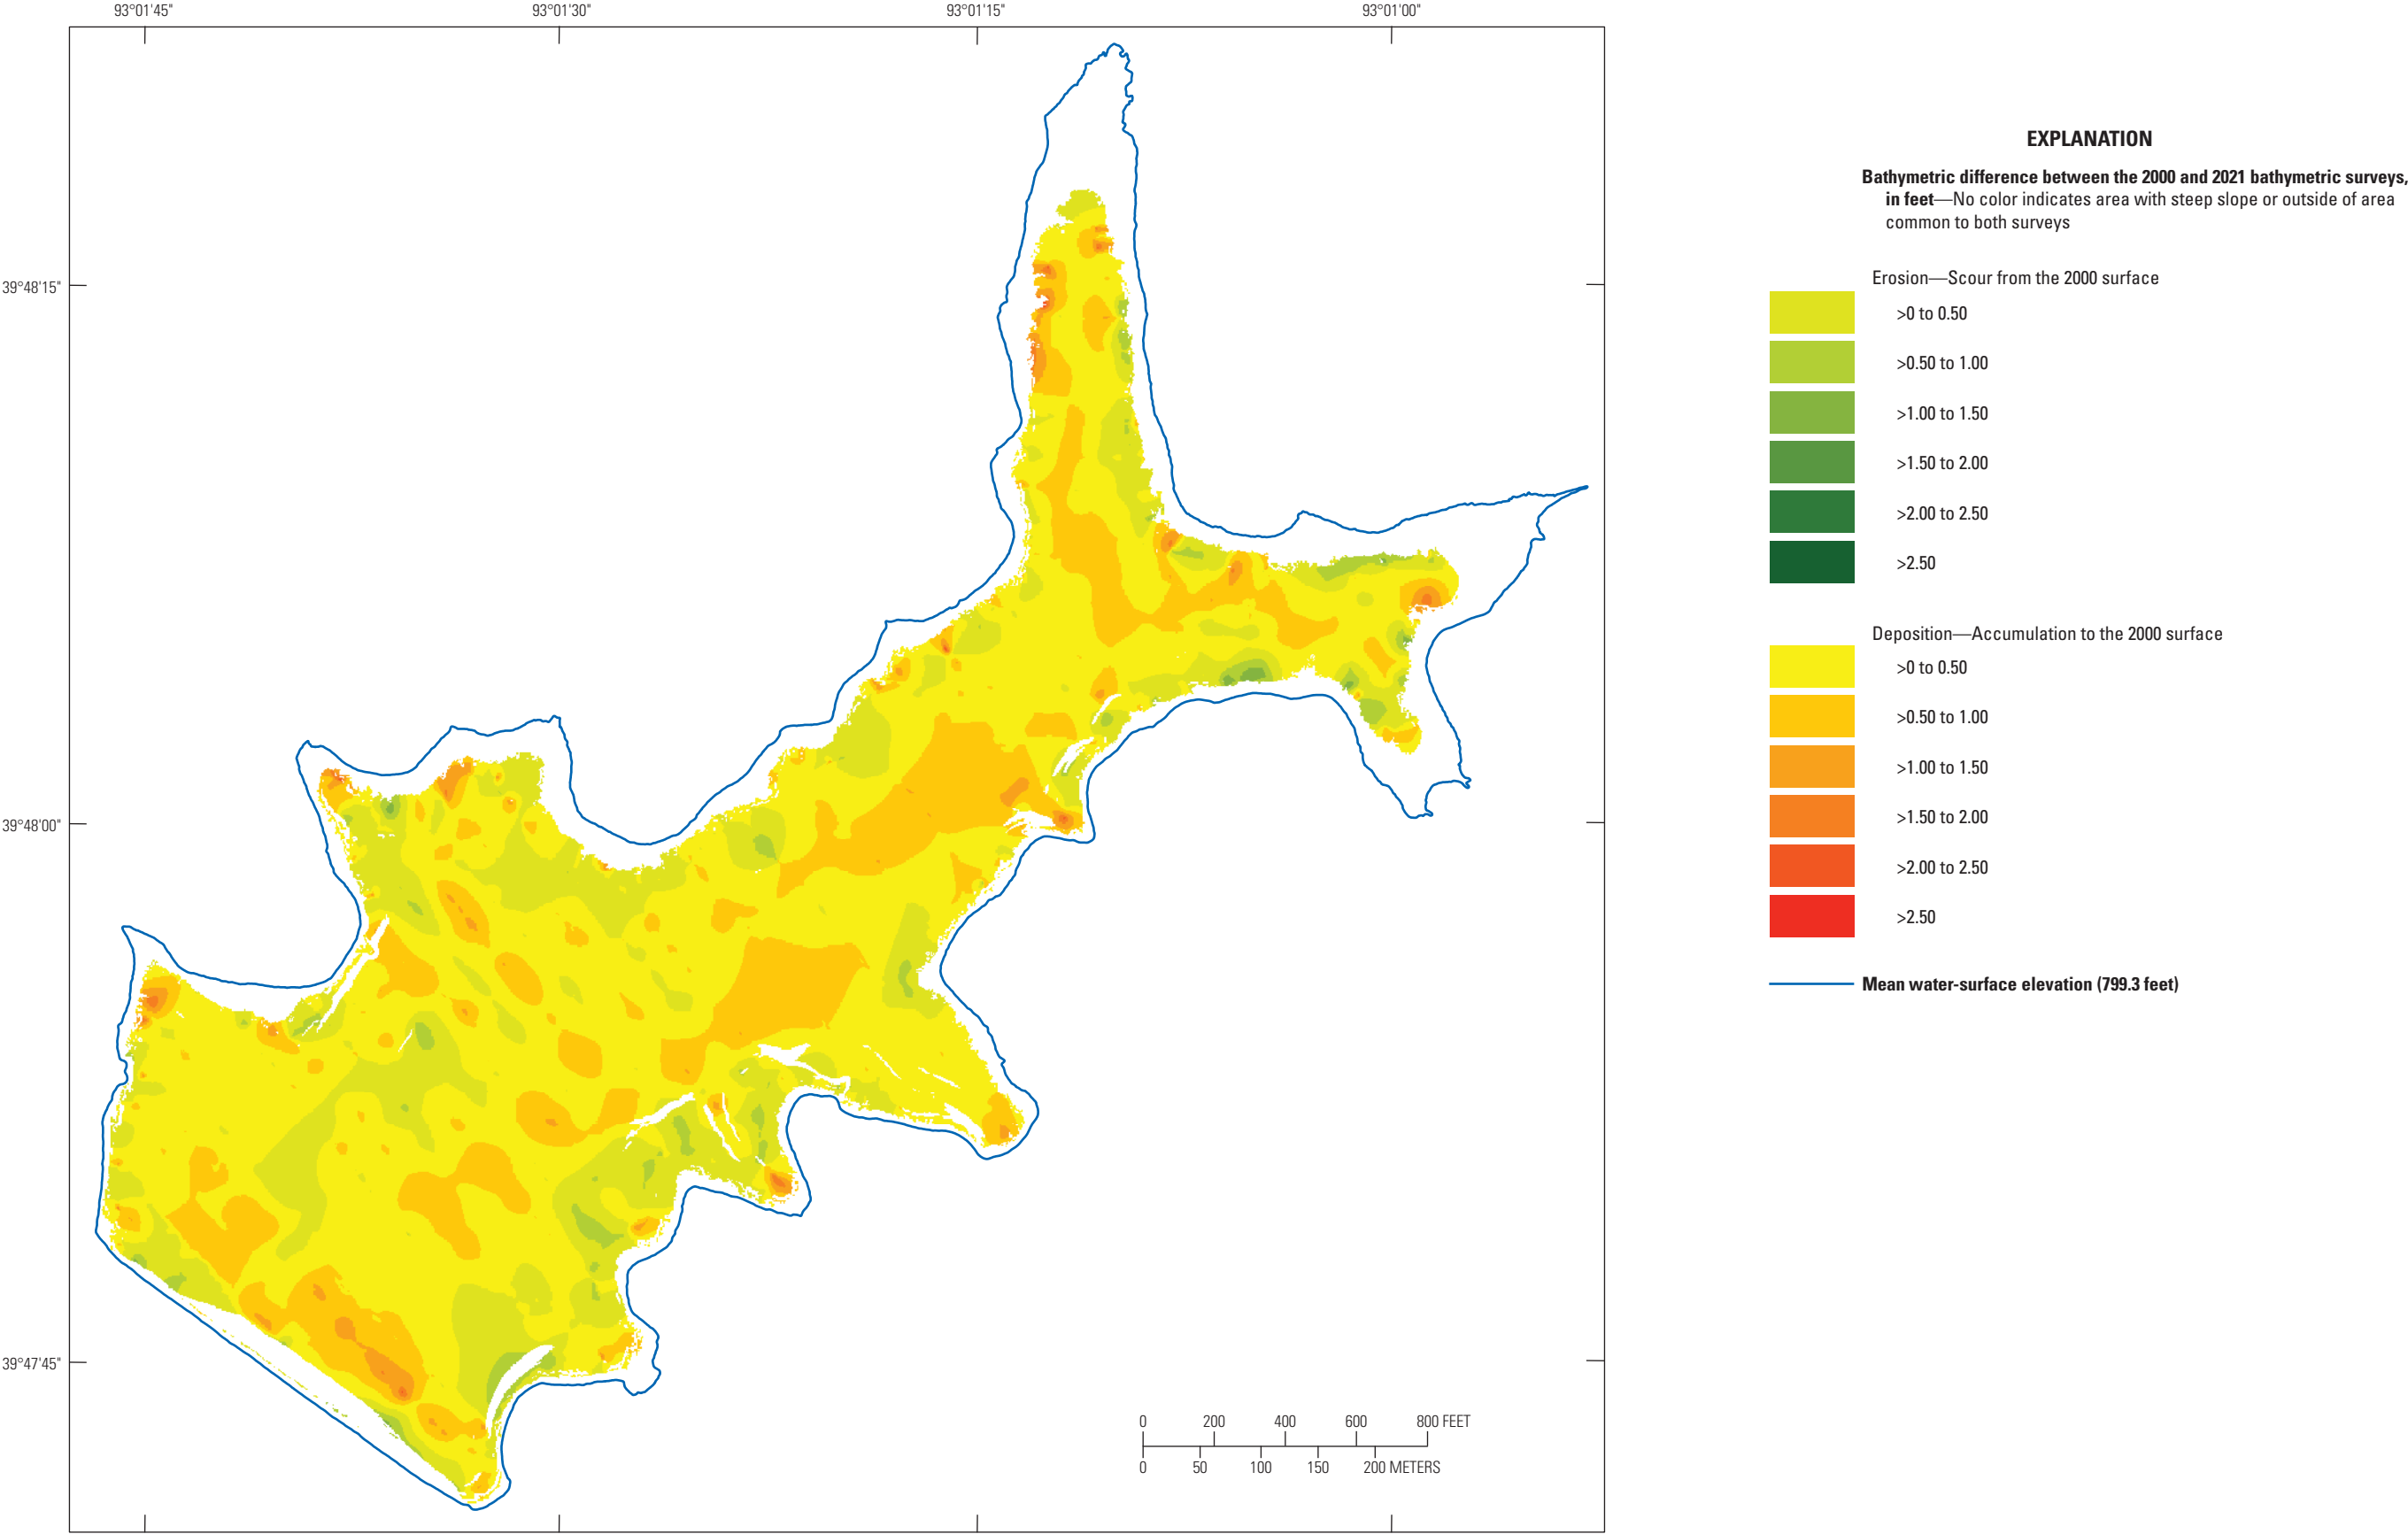 93°01'45"
93°01'30"
93°01'15"
93°01'00"
39°48'15"
39°48'00"
39°47'45"
EXPLANATION
Bathymetric difference between the 2000 and 2021 bathymetric surveys,
in feet—No color indicates area with steep slope or outside of area
common to both surveys
Erosion—Scour from the 2000 surface
>0 to 0.50
>0.50 to 1.00
>1.00 to 1.50
>1.50 to 2.00
>2.00 to 2.50
>2.50
Deposition—Accumulation to the 2000 surface
>0 to 0.50
>0.50 to 1.00
>1.00 to 1.50
>1.50 to 2.00
>2.00 to 2.50
>2.50
Mean water-surface elevation (799.3 feet)
0 200 400 600 800 FEET
0 50 100 150 200 METERS